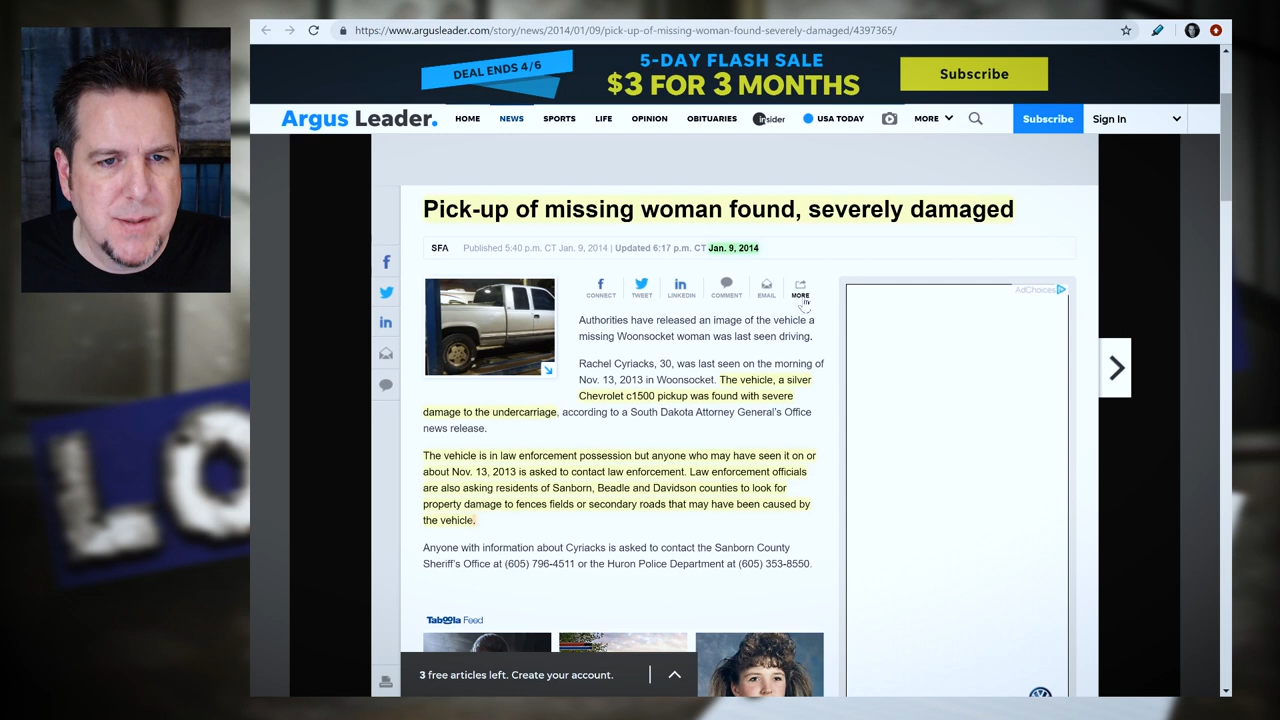 https://www.argusleader.com/story/news/2014/01/09/pick-up-of-missing-woman-found-severely-damaged/4397365/
DEAL ENDS 4/6
5-DAY FLASH SALE
$3 FOR 3 MONTHS
Subscribe
Argus Leader.
HOME
NEWS
SPORTS
LIFE
OPINION
OBITUARIES
insider
USA TODAY
MORE
Subscribe
Sign In
Pick-up of missing woman found, severely damaged
SFA
Published 5:40 p.m. CT Jan. 9, 2014 | Updated 6:17 p.m. CT Jan. 9, 2014
CONNECT
TWEET
LINKEDIN
COMMENT
EMAIL
MORE
AdChoices
Authorities have released an image of the vehicle a
missing Woonsocket woman was last seen driving.
Rachel Cyriacks, 30, was last seen on the morning of
Nov. 13, 2013 in Woonsocket. The vehicle, a silver
Chevrolet c1500 pickup was found with severe
damage to the undercarriage, according to a South Dakota Attorney General's Office
news release.
The vehicle is in law enforcement possession but anyone who may have seen it on or
about Nov. 13, 2013 is asked to contact law enforcement. Law enforcement officials
are also asking residents of Sanborn, Beadle and Davidson counties to look for
property damage to fences fields or secondary roads that may have been caused by
the vehicle.
Anyone with information about Cyriacks is asked to contact the Sanborn County
Sheriff's Office at (605) 796-4511 or the Huron Police Department at (605) 353-8550.
Taboola Feed
3 free articles left. Create your account.
LO